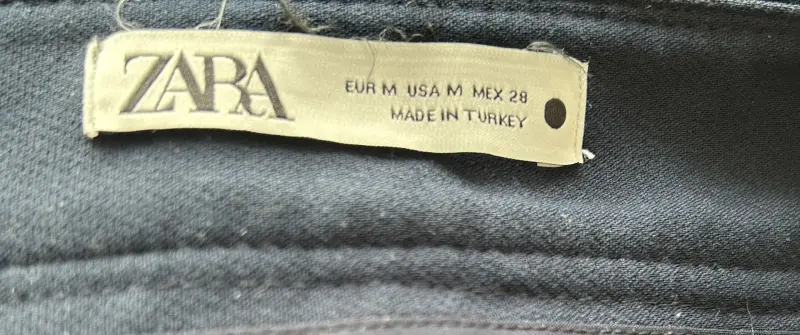 ZARA
EUR M USA M MEX 28
MADE IN TURKEY